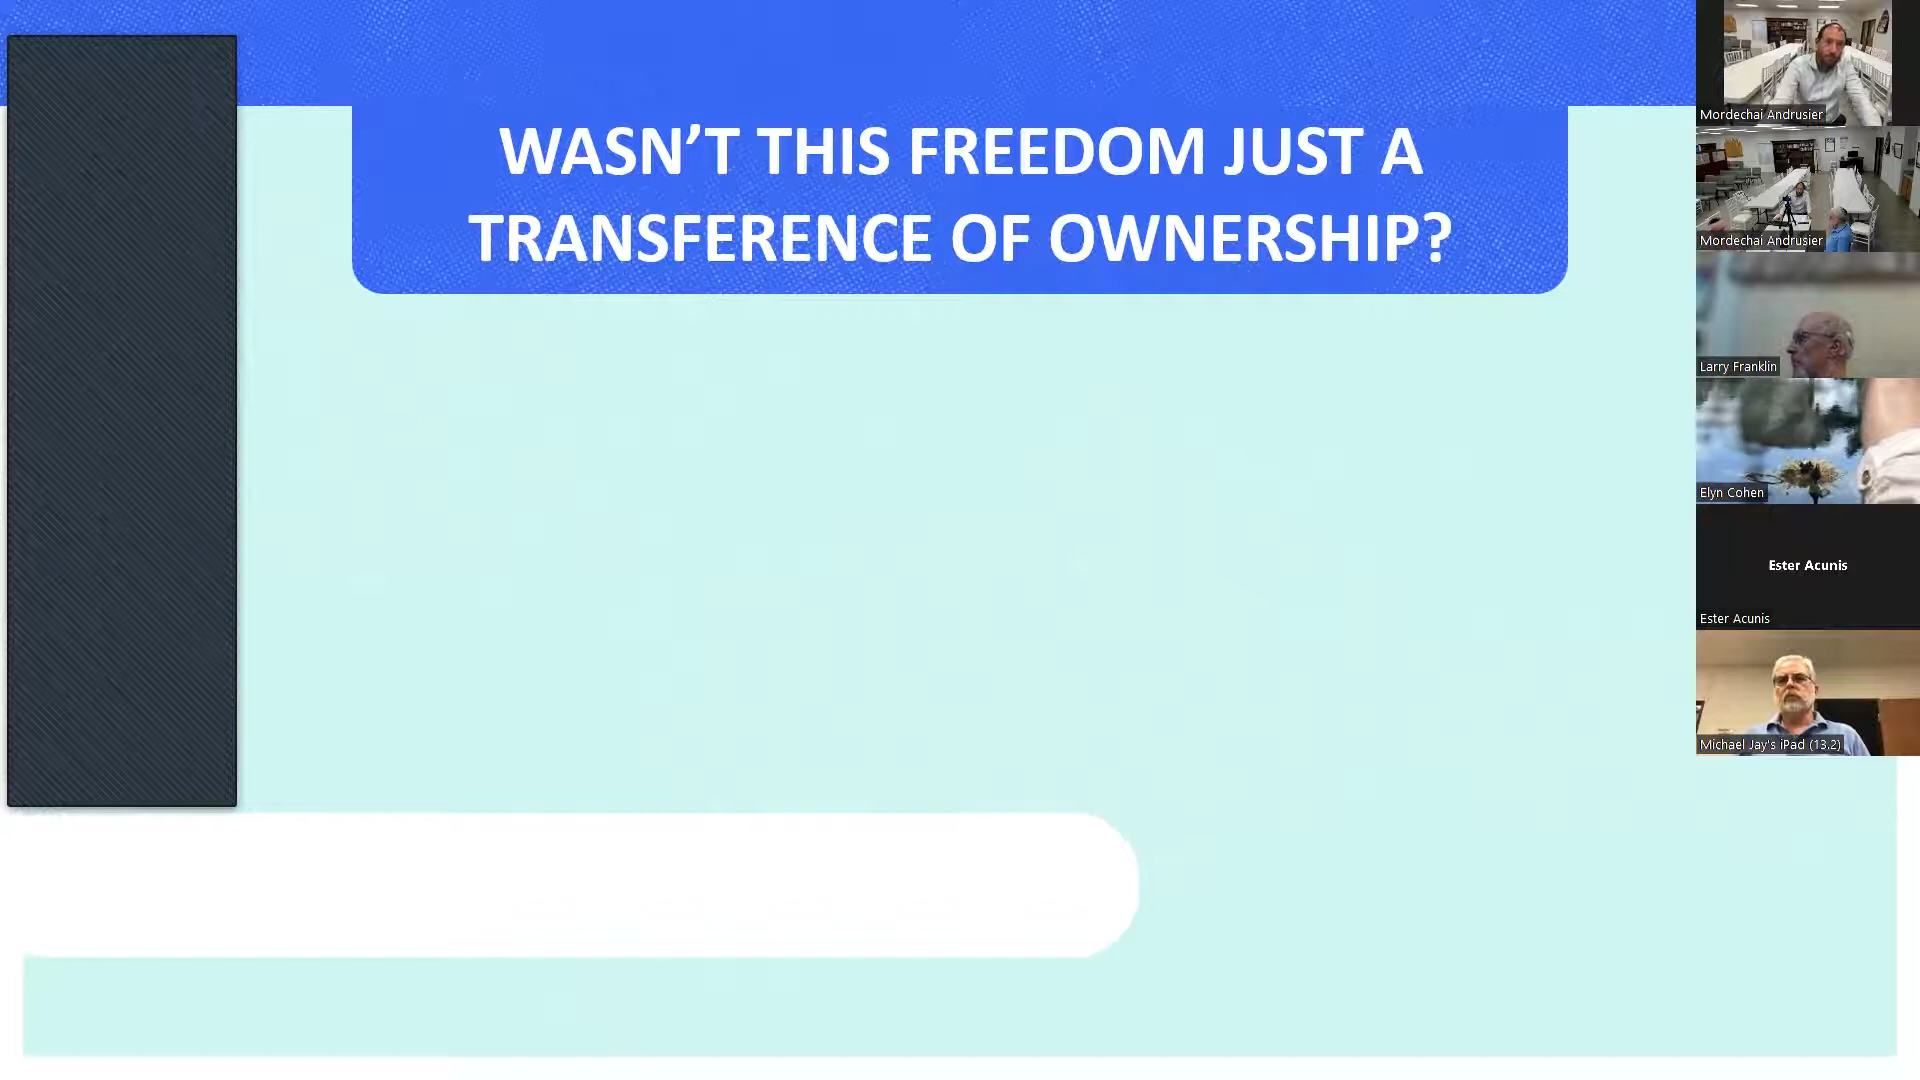 WASN’T THIS FREEDOM JUST A
TRANSFERENCE OF OWNERSHIP?
Mordechai Andrusier
Mordechai Andrusier
Larry Franklin
Elyn Cohen
Ester Acunis
Ester Acunis
Michael Jay's iPad (13.2)